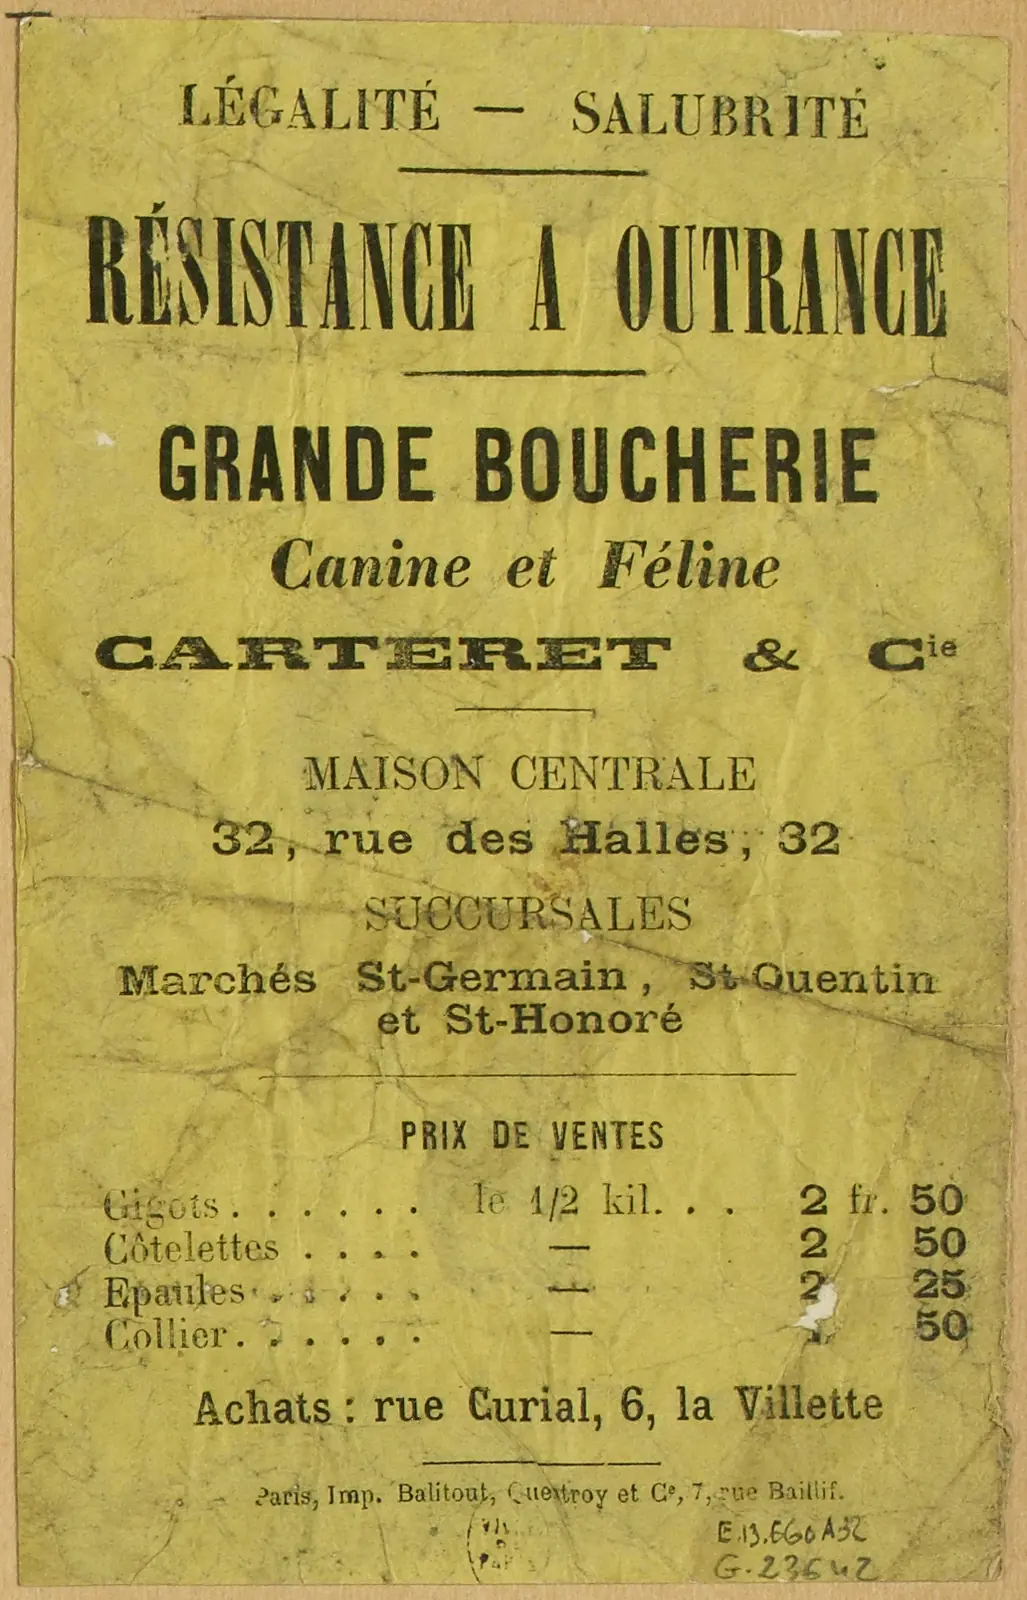 LÉGALITÉ — SALUBRITÉ
RÉSISTANCE A OUTRANCE
GRANDE BOUCHERIE
Canine et Féline
CARTERET & Cie
MAISON CENTRALE
32, rue des Halles, 32
SUCCURSALES
Marchés St-Germain, St-Quentin
et St-Honoré
PRIX DE VENTES
Gigots . . . . . . le 1/2 kil. . . 2 fr. 50
Côtelettes . . . . — 2 50
Epaules . . . . . — 2 25
Collier . . . . . . — 1 50
Achats : rue Curial, 6, la Villette
Paris, Imp. Balitout, Questroy et Ce, 7, rue Baillif.
E.13.660A32
G.23642